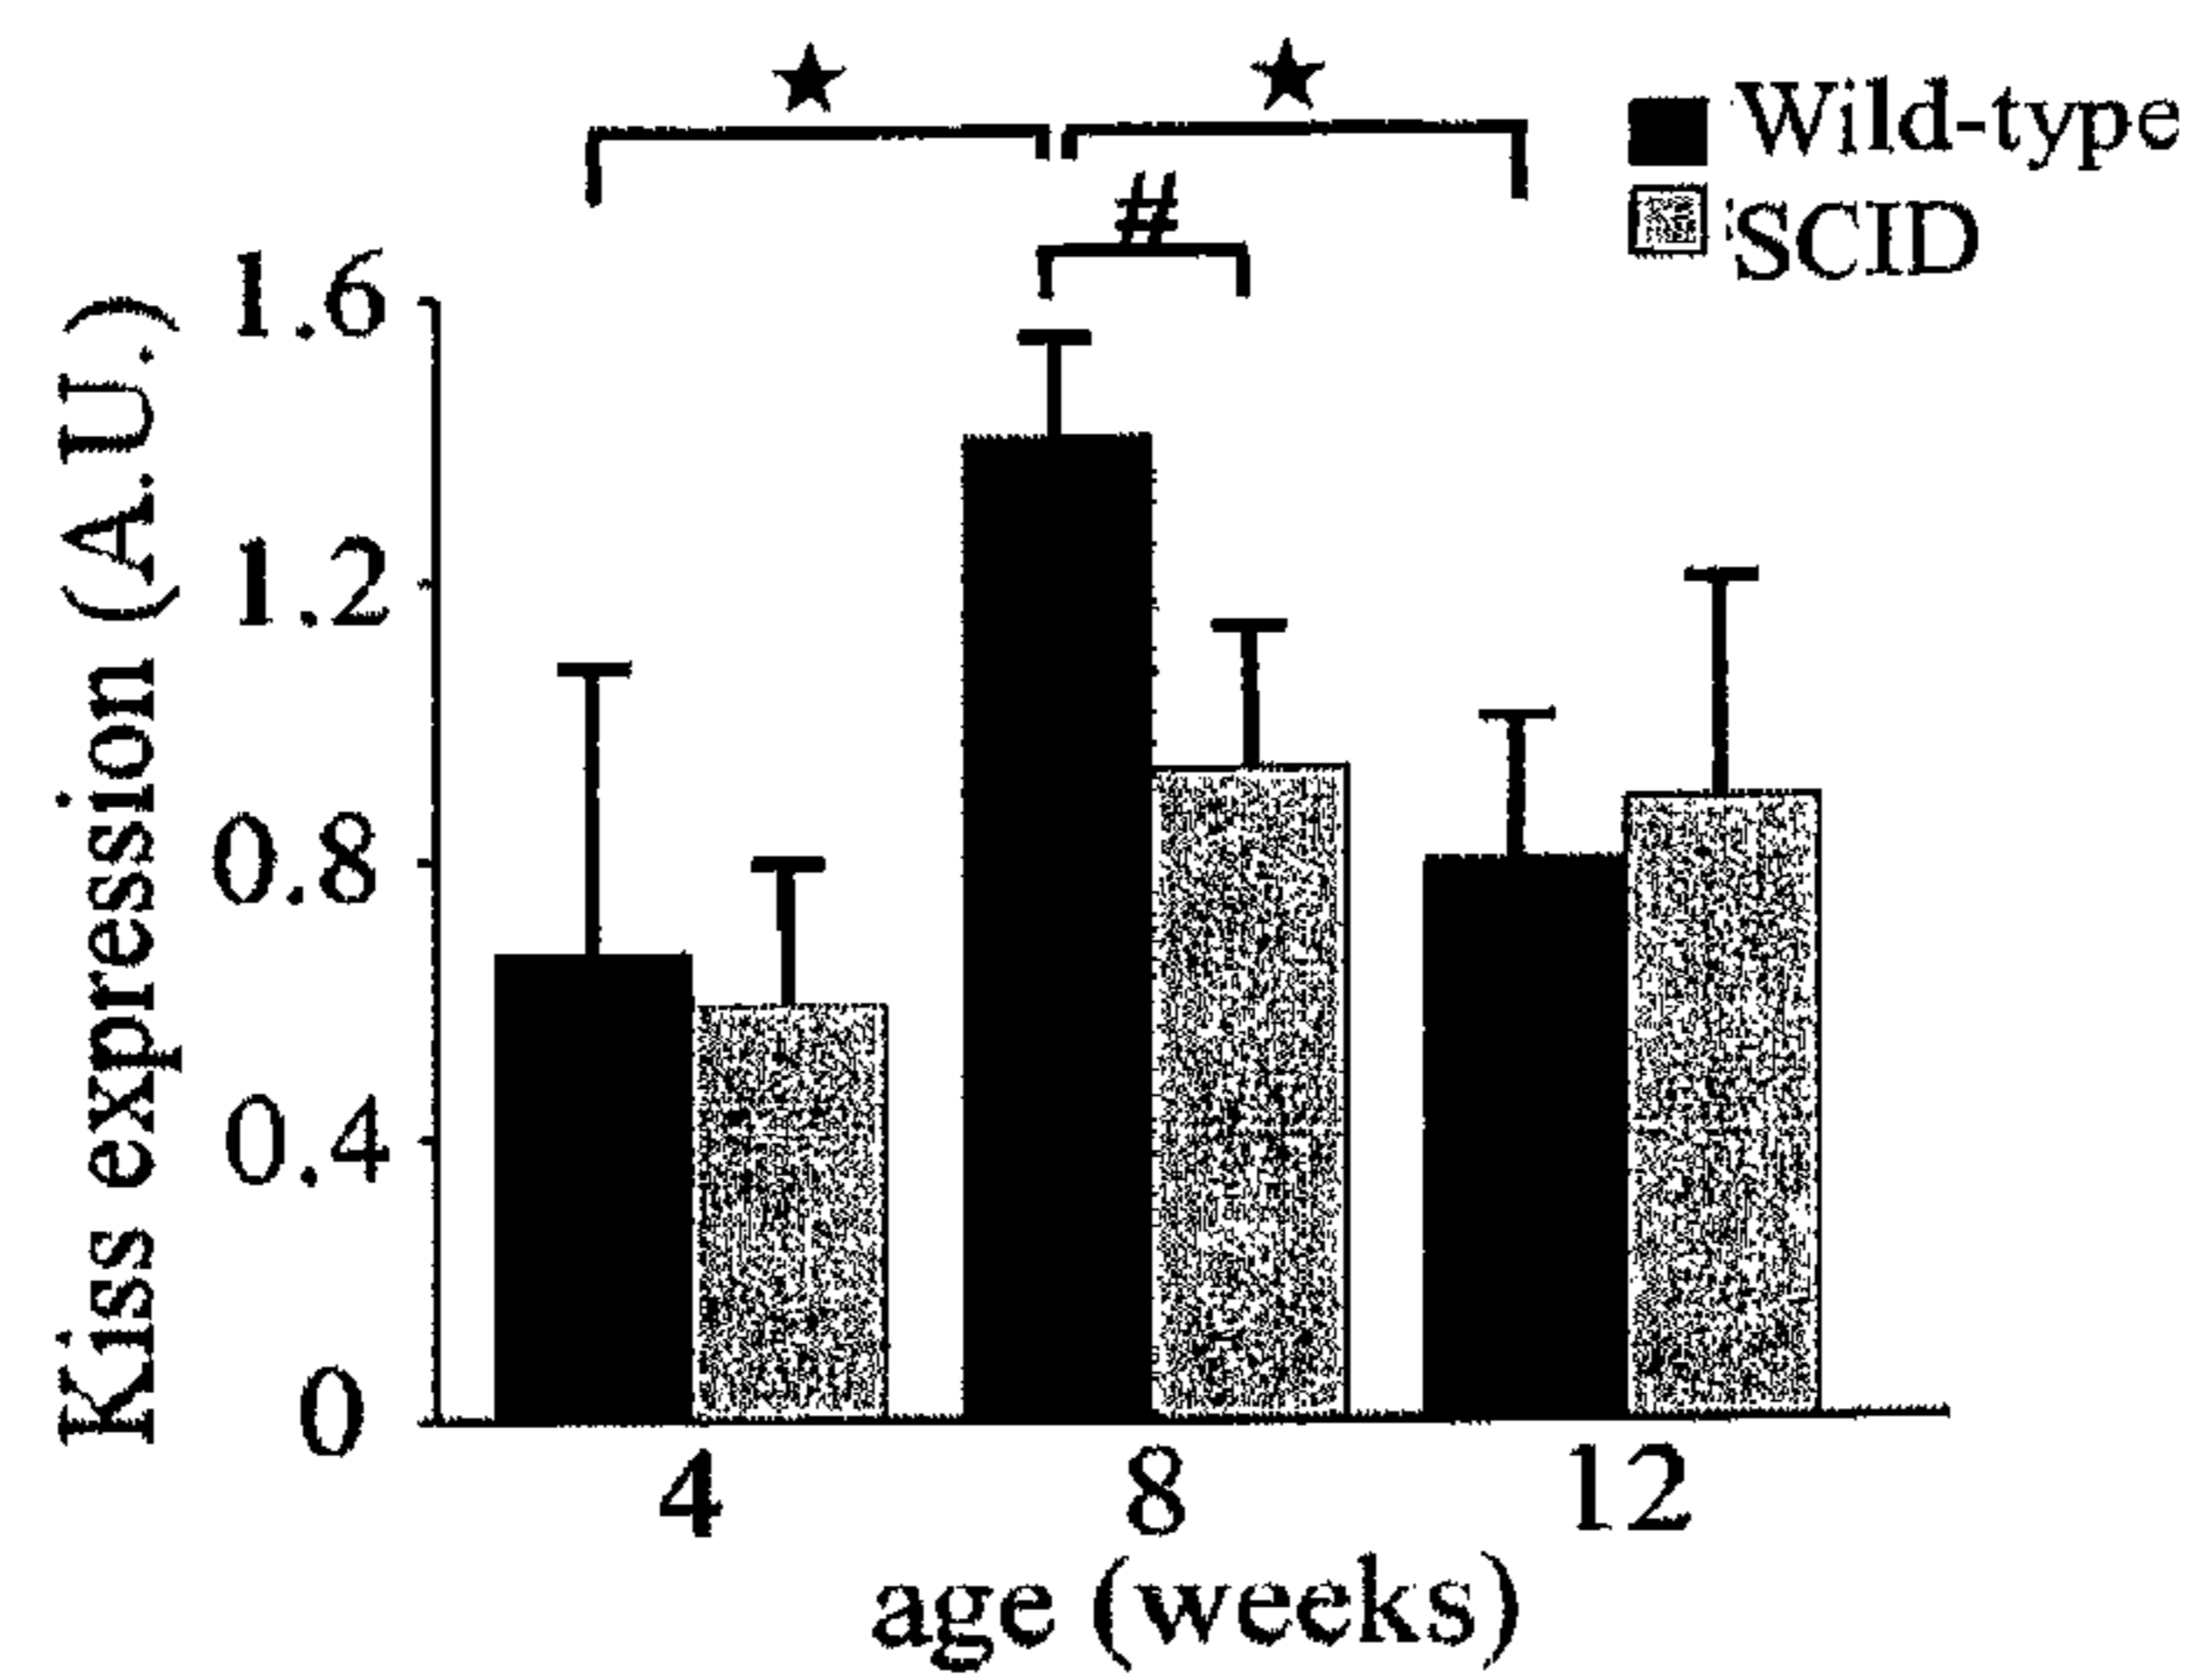 ★ ★
Wild-type
SCID
#
Kiss expression (A.U.)
1.6
1.2
0.8
0.4
0
4 8 12
age (weeks)